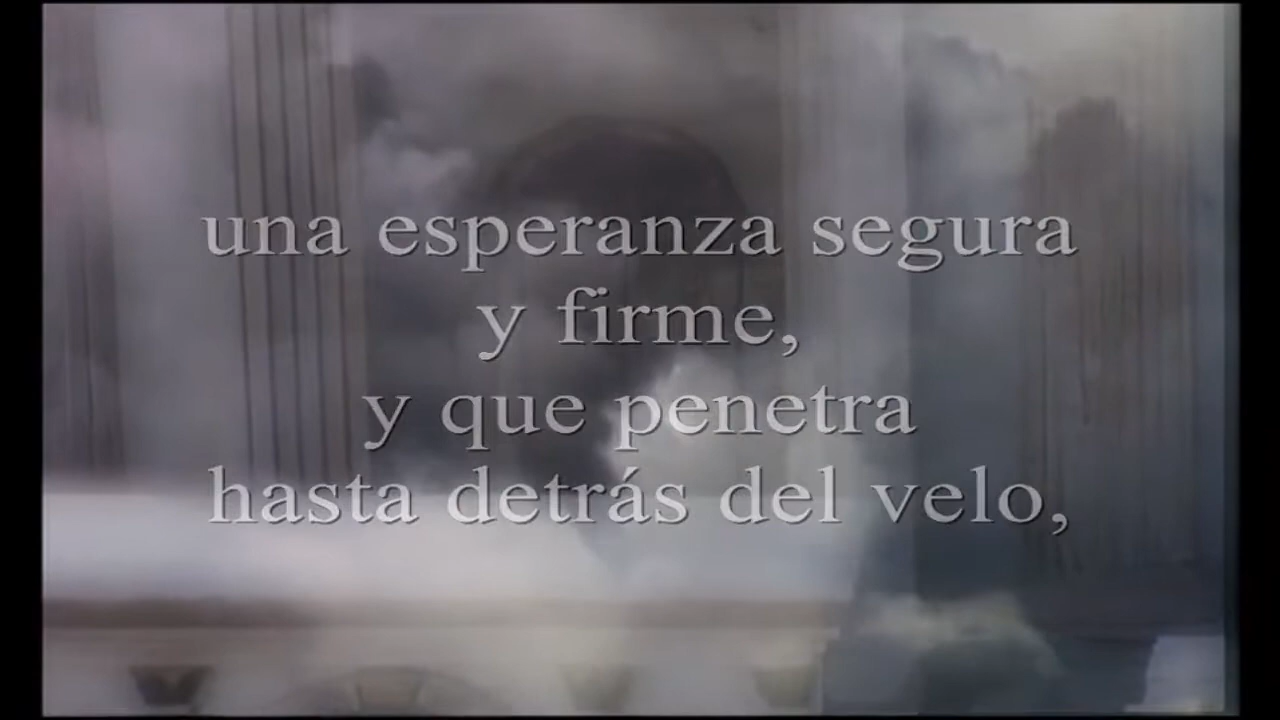 una esperanza segura
y firme,
y que penetra
hasta detrás del velo,